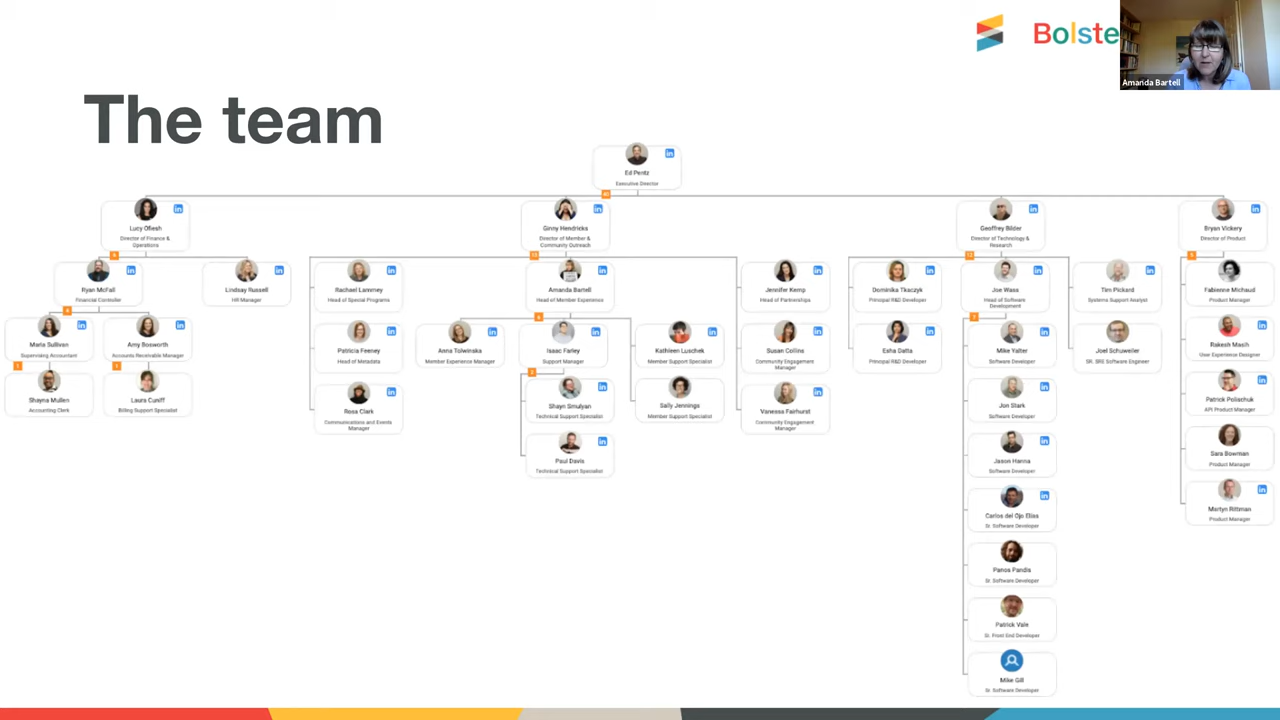 Bolste
Amanda Bartell
The team
Ed Pentz
Executive Director
Lucy Ofiesh
Director of Finance &
Operations
Ginny Hendricks
Director of Member &
Community Outreach
Geoffrey Bilder
Director of Technology &
Research
Bryan Vickery
Director of Product
Ryan McFall
Financial Controller
Lindsay Russell
HR Manager
Rachael Lammey
Head of Special Programs
Amanda Bartell
Head of Member Experience
Jennifer Kemp
Head of Partnerships
Dominika Tkaczyk
Principal R&D Developer
Joe Wass
Head of Software
Development
Tim Pickard
Systems Support Analyst
Fabienne Michaud
Product Manager
Maria Sullivan
Supervising Accountant
Amy Bosworth
Accounts Receivable Manager
Patricia Feeney
Head of Metadata
Anna Tolwinska
Member Experience Manager
Isaac Farley
Support Manager
Kathleen Luschek
Member Support Specialist
Susan Collins
Community Engagement
Manager
Esha Datta
Principal R&D Developer
Mike Yalter
Software Developer
Joel Schuweiler
SR. SRE Software Engineer
Rakesh Masih
User Experience Designer
Shayna Mullen
Accounting Clerk
Laura Cuniff
Billing Support Specialist
Rosa Clark
Communications and Events
Manager
Shayn Smulyan
Technical Support Specialist
Sally Jennings
Member Support Specialist
Vanessa Fairhurst
Community Engagement
Manager
Jon Stark
Software Developer
Patrick Polischuk
API Product Manager
Paul Davis
Technical Support Specialist
Jason Hanna
Software Developer
Sara Bowman
Product Manager
Carlos del Ojo Elias
Sr. Software Developer
Martyn Rittman
Product Manager
Panos Pandis
Sr. Software Developer
Patrick Vale
Sr. Front End Developer
Mike Gill
Sr. Software Developer